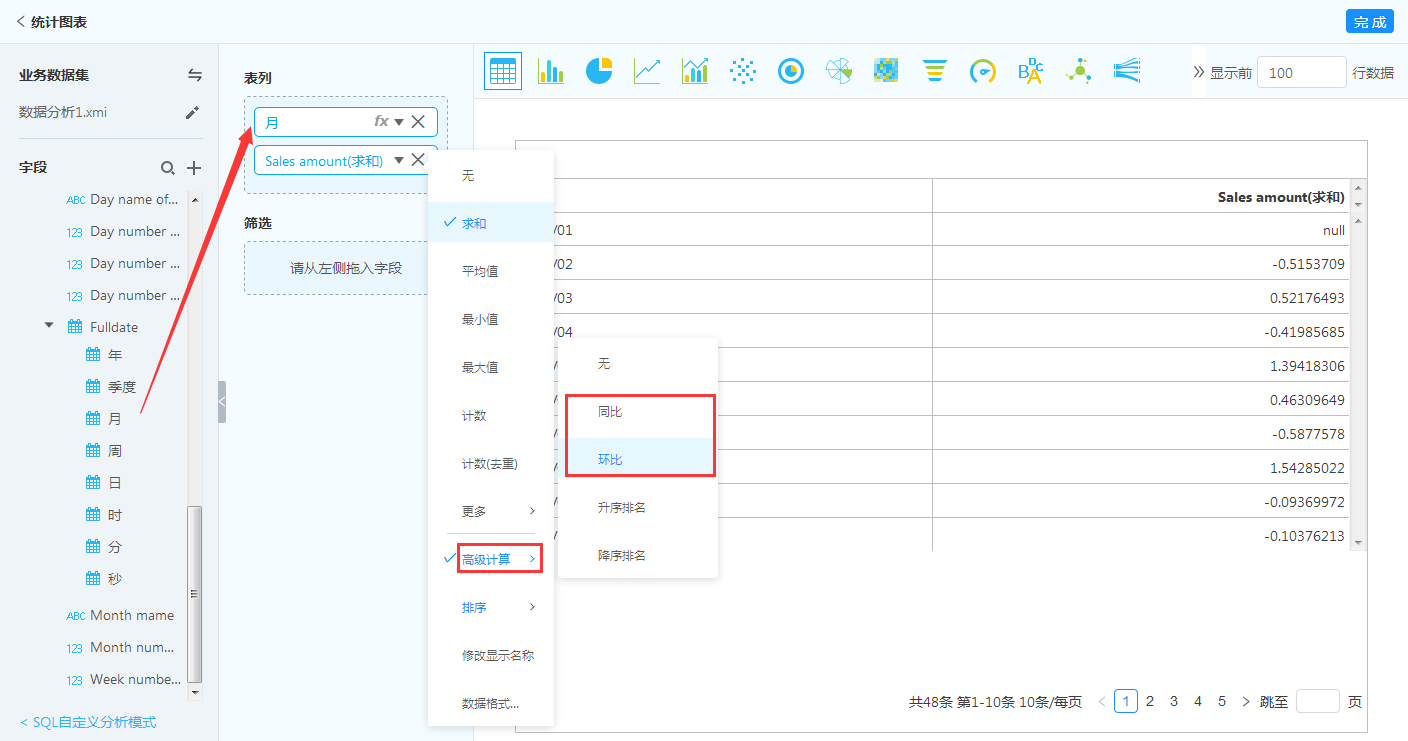 统计图表
完 成
业务数据集
数据分析1.xmi
字段
ABC Day name of...
123 Day number ...
123 Day number ...
123 Day number ...
Fulldate
年
季度
月
周
日
时
分
秒
ABC Month mame
123 Month num...
123 Week numbe...
< SQL自定义分析模式
表列
月 fx
Sales amount(求和)
筛选
请从左侧拖入字段
无
求和
平均值
最小值
最大值
计数
计数(去重)
更多
高级计算
排序
修改显示名称
数据格式...
无
同比
环比
升序排名
降序排名
BDCA
显示前 100 行数据
Sales amount(求和)
/01 null
/02 -0.5153709
/03 0.52176493
/04 -0.41985685
1.39418306
0.46309649
-0.5877578
1.54285022
-0.09369972
-0.10376213
共48条 第1-10条 10条/每页 < 1 2 3 4 5 > 跳至 页